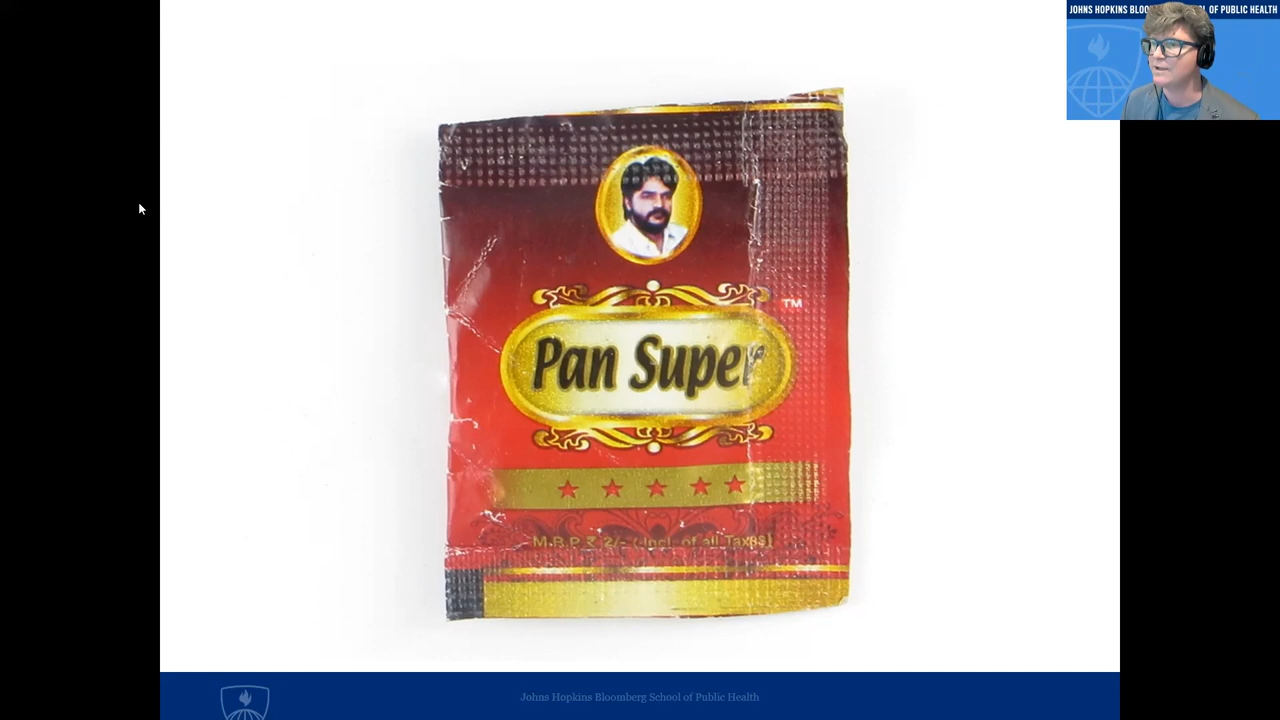 JOHNS HOPKINS BLOO OF PUBLIC HEALTH
TM
Pan Super
M.R.P. ₹ 2/- (Incl. of all Taxes)
Johns Hopkins Bloomberg School of Public Health